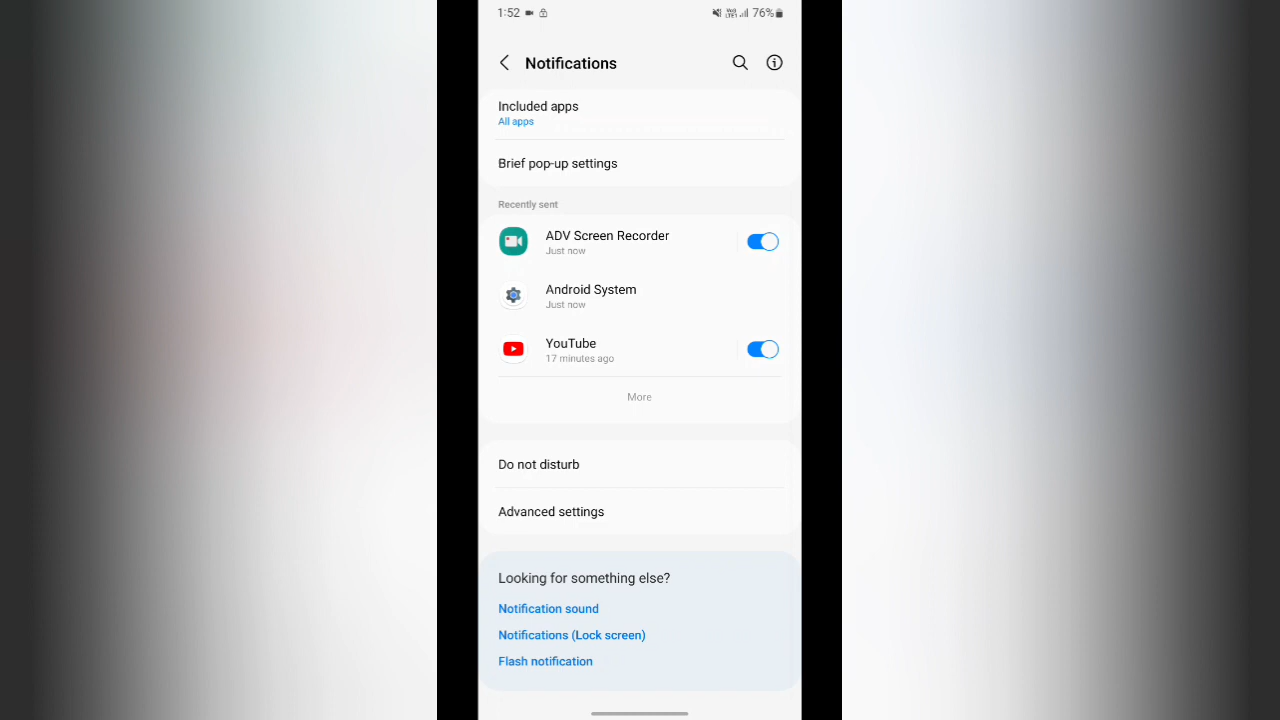 1:52 76%
Notifications
Included apps
All apps
Brief pop-up settings
Recently sent
ADV Screen Recorder
Just now
Android System
Just now
YouTube
17 minutes ago
More
Do not disturb
Advanced settings
Looking for something else?
Notification sound
Notifications (Lock screen)
Flash notification